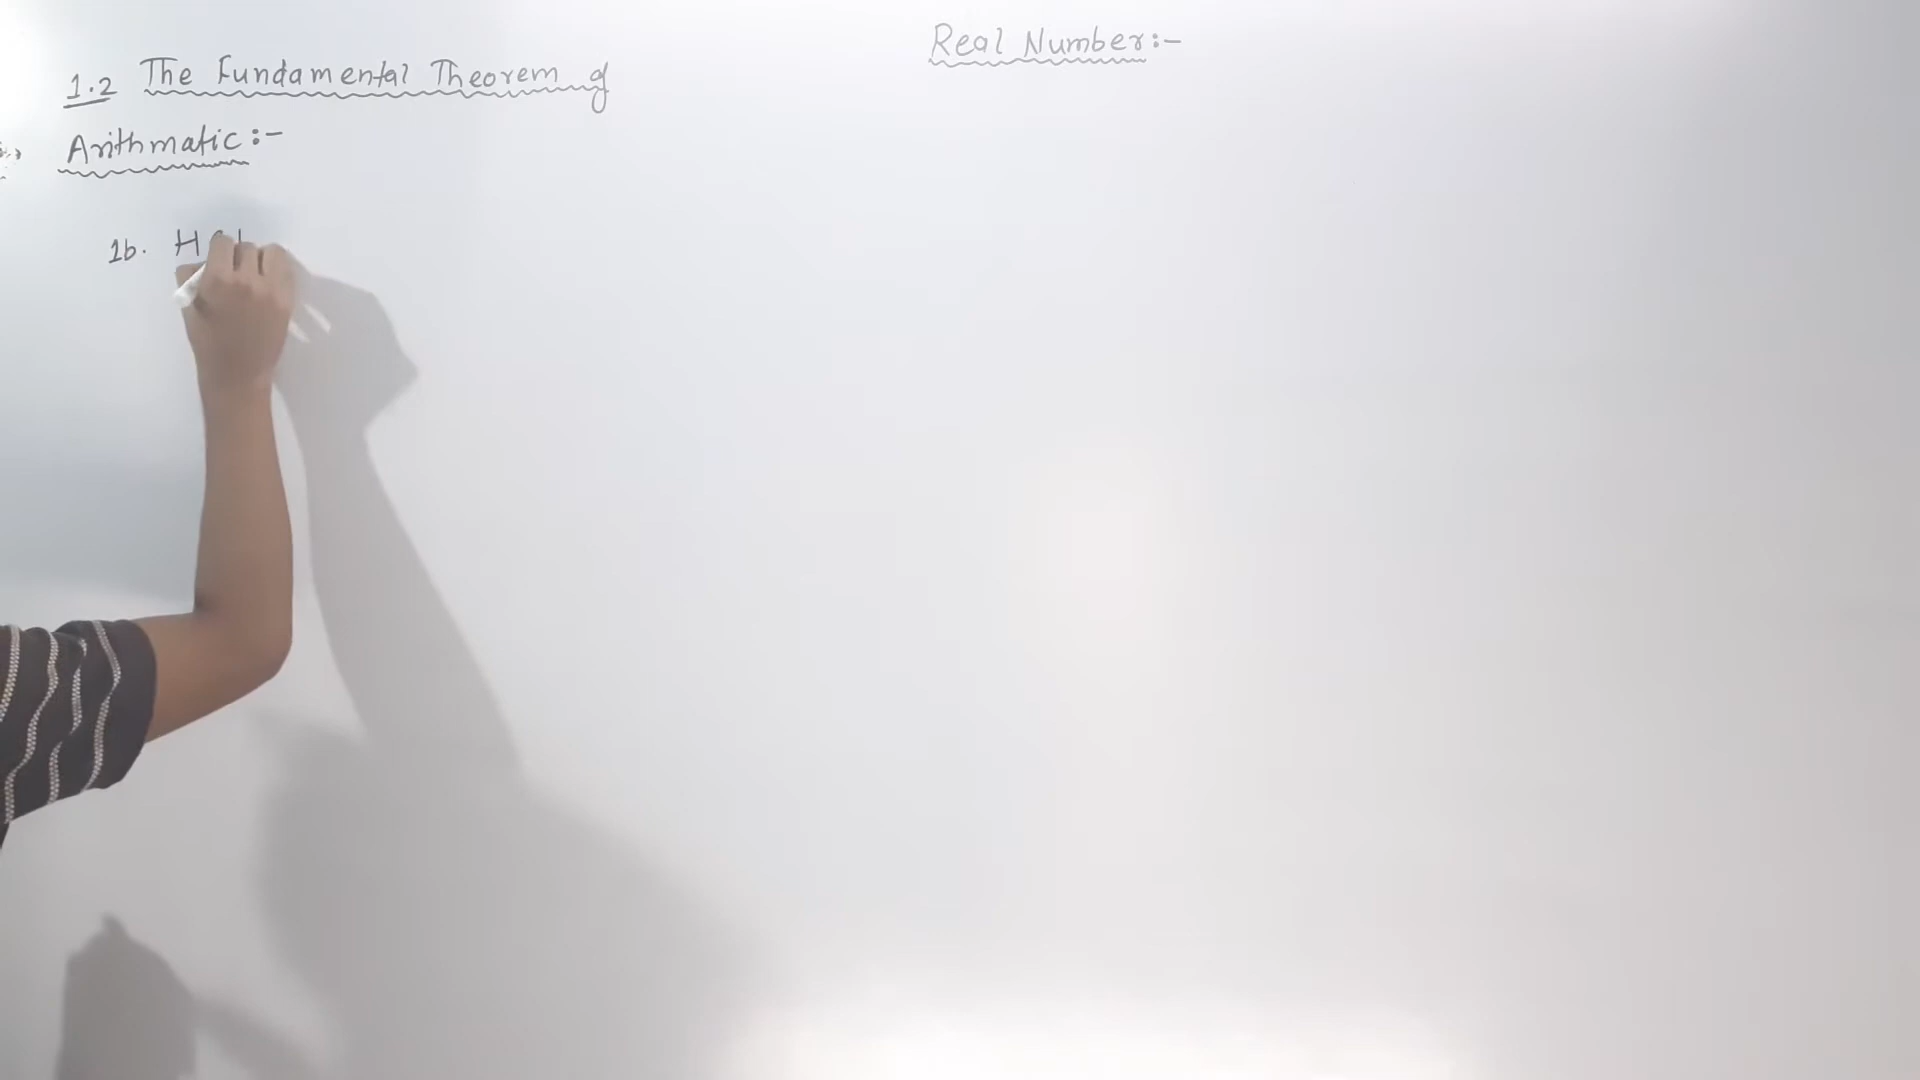 Real Number:-
1.2 The Fundamental Theorem of
Arithmatic:-
1b.